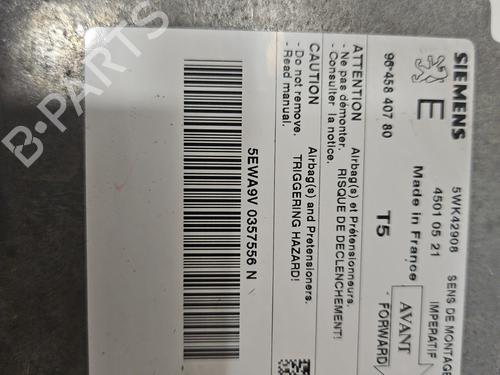 SIEMENS
5WK42908
SENS DE MONTAGE
E
4501 05 21
IMPERATIF
Made in France
AVANT
FORWARD
96 458 407 80
T5
ATTENTION
Airbag(s) et Prétensionneurs.
- Ne pas démonter.
RISQUE DE DECLENCHEMENT!
- Consulter la notice.
CAUTION
Airbag(s) and Pretensioners.
- Do not remove.
TRIGGERING HAZARD!
- Read manual.
5EWA9V 0357556 N
B-PARTS